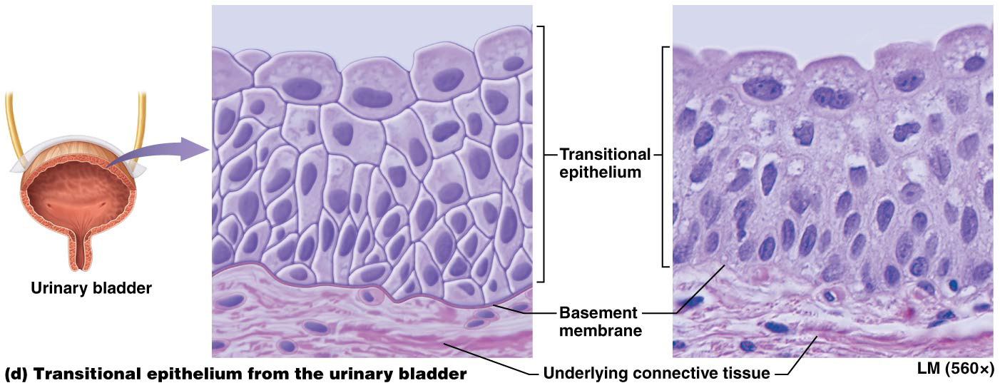 Transitional
epithelium
Urinary bladder
Basement
membrane
(d) Transitional epithelium from the urinary bladder
Underlying connective tissue
LM (560×)